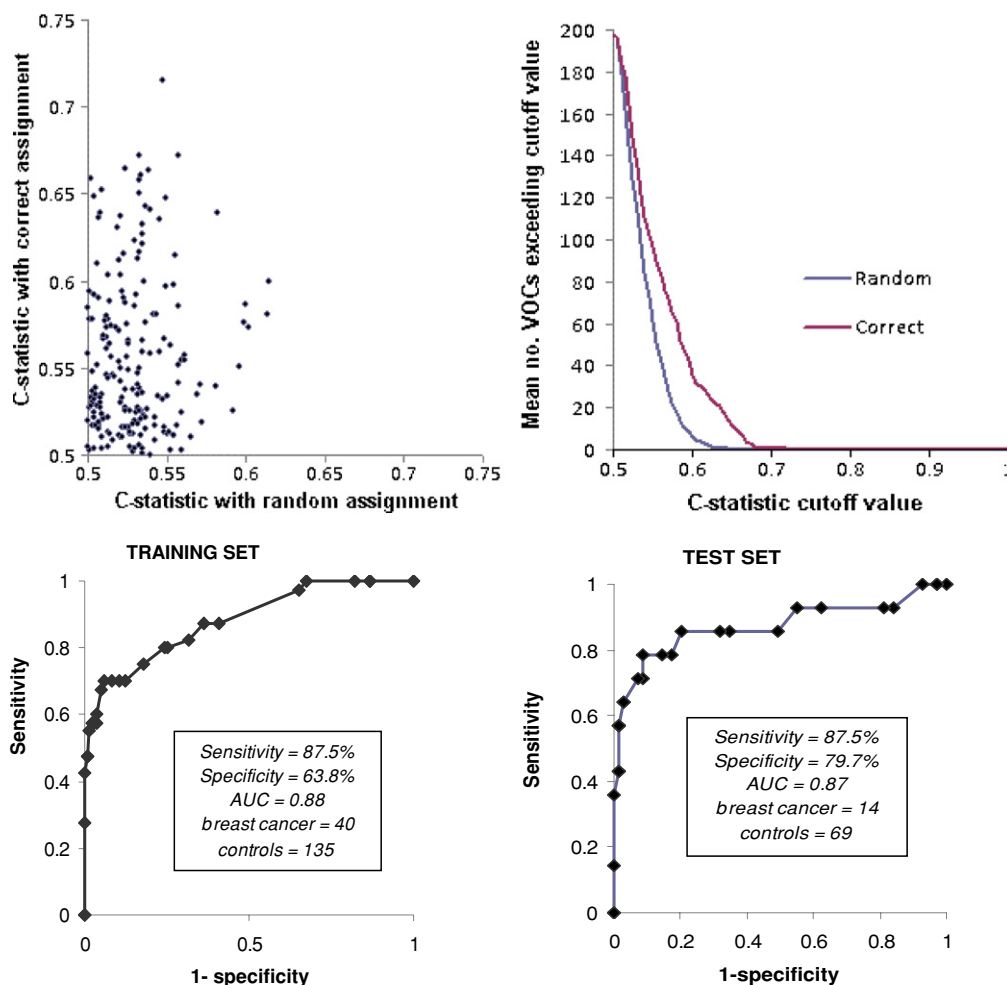 0.75
0.7
0.65
0.6
0.55
0.5
C-statistic with correct assignment
0.5 0.55 0.6 0.65 0.7 0.75
C-statistic with random assignment
200
180
160
140
120
100
80
60
40
20
0
Mean no. VOCs exceeding cutoff value
Random
Correct
0.5 0.6 0.7 0.8 0.9 1
C-statistic cutoff value
TRAINING SET
1
0.8
0.6
0.4
0.2
0
Sensitivity
Sensitivity = 87.5%
Specificity = 63.8%
AUC = 0.88
breast cancer = 40
controls = 135
0 0.5 1
1- specificity
TEST SET
1
0.8
0.6
0.4
0.2
0
Sensitivity
Sensitivity = 87.5%
Specificity = 79.7%
AUC = 0.87
breast cancer = 14
controls = 69
0 0.2 0.4 0.6 0.8 1
1-specificity